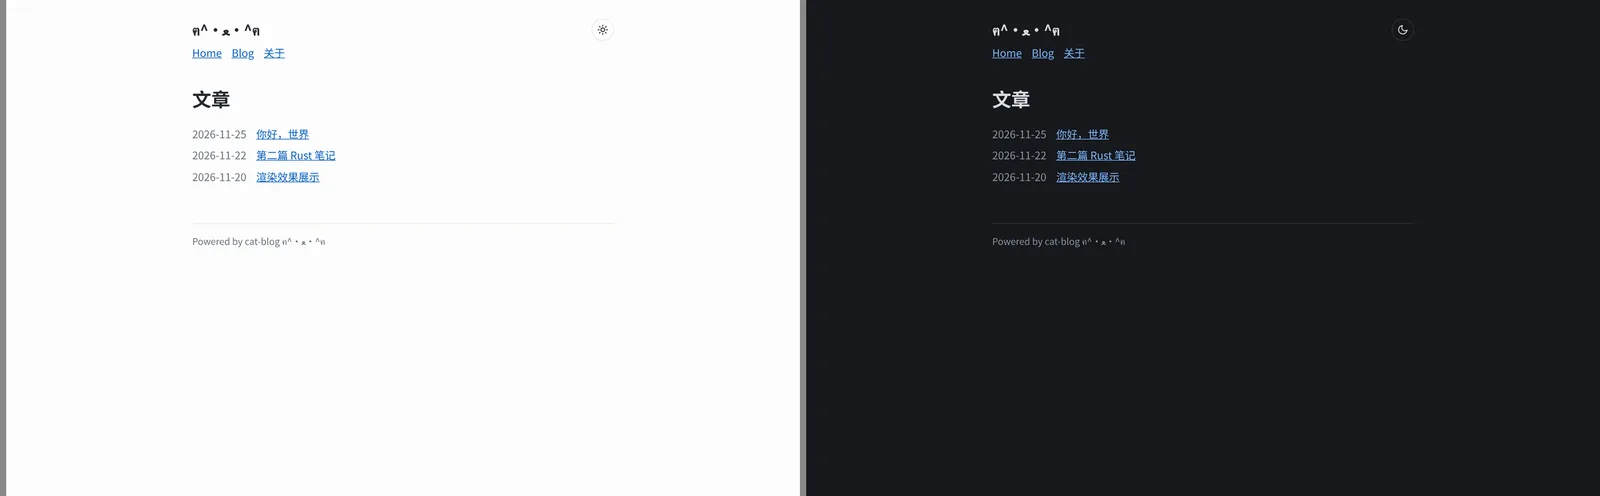 ฅ^•ﻌ•^ฅ
Home Blog 关于
文章
2026-11-25 你好，世界
2026-11-22 第二篇 Rust 笔记
2026-11-20 渲染效果展示
Powered by cat-blog ฅ^•ﻌ•^ฅ
ฅ^•ﻌ•^ฅ
Home Blog 关于
文章
2026-11-25 你好，世界
2026-11-22 第二篇 Rust 笔记
2026-11-20 渲染效果展示
Powered by cat-blog ฅ^•ﻌ•^ฅ